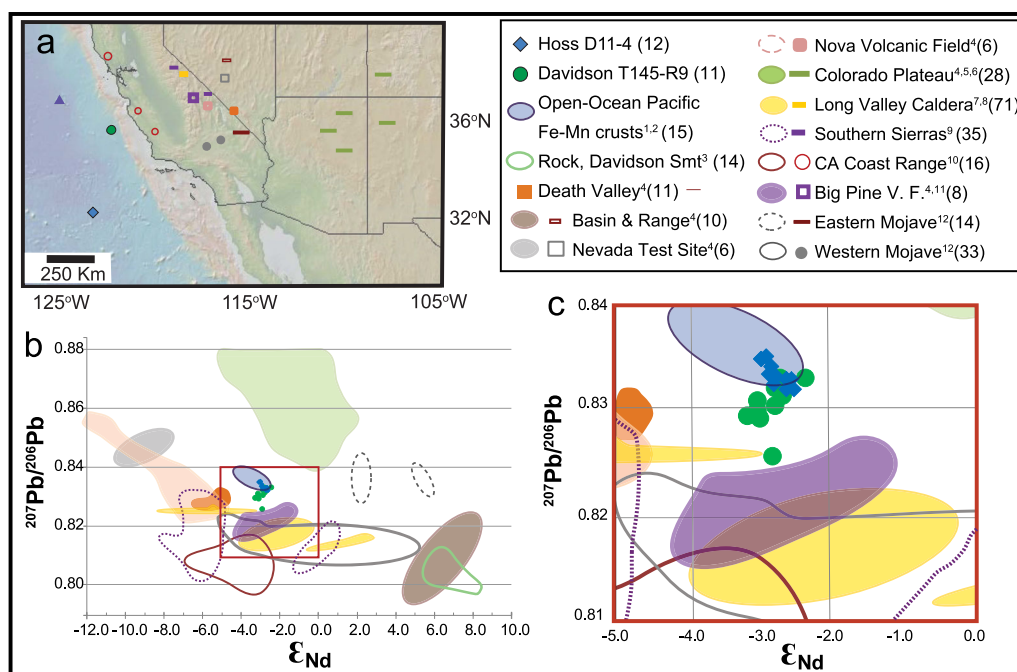 a
36°N
32°N
250 Km
125°W
115°W
105°W
Hoss D11-4 (12)
Davidson T145-R9 (11)
Open-Ocean Pacific
Fe-Mn crusts1,2 (15)
Rock, Davidson Smt3 (14)
Death Valley4(11)
Basin & Range4(10)
Nevada Test Site4(6)
Nova Volcanic Field4(6)
Colorado Plateau4,5,6(28)
Long Valley Caldera7,8(71)
Southern Sierras9(35)
CA Coast Range10(16)
Big Pine V. F.4,11(8)
Eastern Mojave12(14)
Western Mojave12(33)
b
0.88
0.86
0.84
0.82
0.80
207Pb/206Pb
-12.0
-10.0
-8.0
-6.0
-4.0
-2.0
0.0
2.0
4.0
6.0
8.0
10.0
εNd
c
0.84
0.83
0.82
0.81
207Pb/206Pb
-5.0
-4.0
-3.0
-2.0
-1.0
0.0
εNd